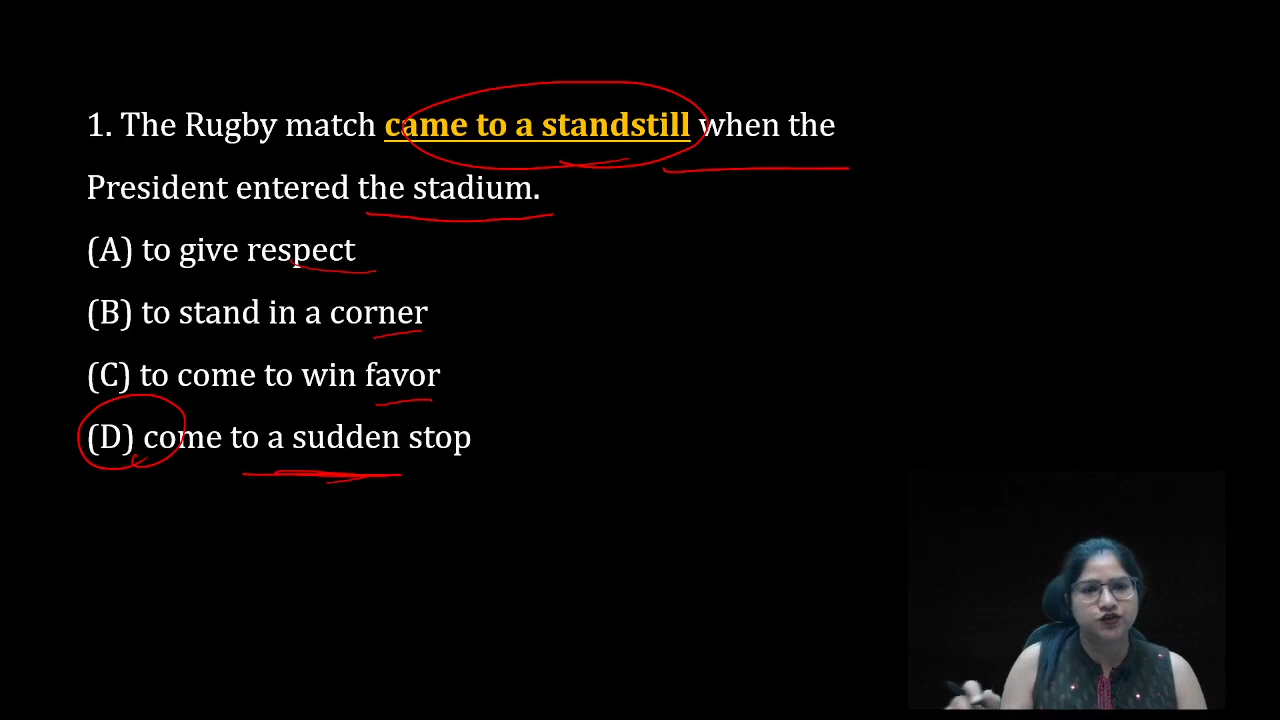 1. The Rugby match came to a standstill when the
President entered the stadium.
(A) to give respect
(B) to stand in a corner
(C) to come to win favor
(D) come to a sudden stop